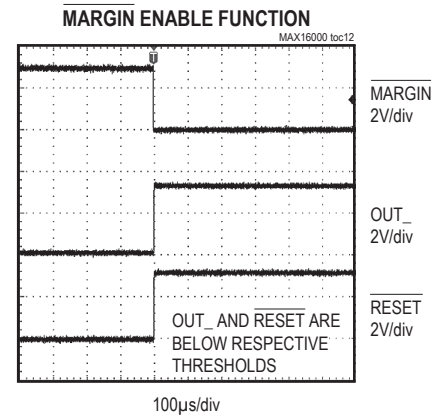 MARGIN ENABLE FUNCTION
MAX16000 toc12
T
MARGIN
2V/div
OUT_
2V/div
RESET
2V/div
OUT_ AND RESET ARE
BELOW RESPECTIVE
THRESHOLDS
100µs/div